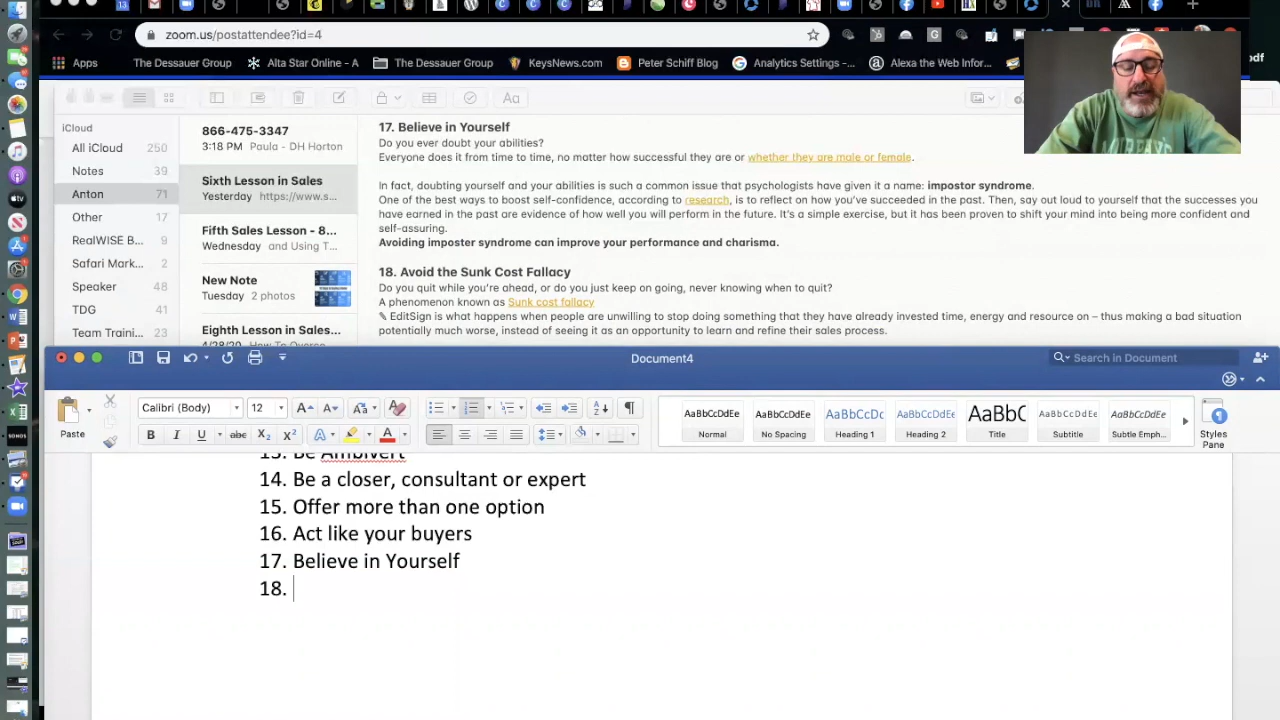 13
zoom.us/postattendee?id=4
Apps
The Dessauer Group
Alta Star Online - A
The Dessauer Group
KeysNews.com
Peter Schiff Blog
Analytics Settings -...
Alexa the Web Infor...
pdf
Aa
iCloud
All iCloud 250
Notes 39
Anton 71
Other 17
RealWISE B... 9
Safari Mark... 2
Speaker 48
TDG 41
Team Traini... 23
866-475-3347
3:18 PM Paula - DH Horton
Sixth Lesson in Sales
Yesterday https://www.s...
Fifth Sales Lesson - 8...
Wednesday and Using T...
New Note
Tuesday 2 photos
Eighth Lesson in Sales...
4/28/20 How To Overco
17. Believe in Yourself
Do you ever doubt your abilities?
Everyone does it from time to time, no matter how successful they are or whether they are male or female.
In fact, doubting yourself and your abilities is such a common issue that psychologists have given it a name: impostor syndrome.
One of the best ways to boost self-confidence, according to research, is to reflect on how you've succeeded in the past. Then, say out loud to yourself that the successes you
have earned in the past are evidence of how well you will perform in the future. It's a simple exercise, but it has been proven to shift your mind into being more confident and
self-assuring.
Avoiding imposter syndrome can improve your performance and charisma.
18. Avoid the Sunk Cost Fallacy
Do you quit while you're ahead, or do you just keep on going, never knowing when to quit?
A phenomenon known as Sunk cost fallacy
✎ EditSign is what happens when people are unwilling to stop doing something that they have already invested time, energy and resource on – thus making a bad situation
potentially much worse, instead of seeing it as an opportunity to learn and refine their sales process.
Document4
Search in Document
Paste
Calibri (Body)
12
A A Aa
B I U abc X₂ X² A A
AaBbCcDdEe
Normal
AaBbCcDdEe
No Spacing
AaBbCcDc
Heading 1
AaBbCcDdEe
Heading 2
AaBbC
Title
AaBbCcDdEe
Subtitle
AaBbCcDdEe
Subtle Emph...
Styles
Pane
13. Be Ambivert
14. Be a closer, consultant or expert
15. Offer more than one option
16. Act like your buyers
17. Believe in Yourself
18.